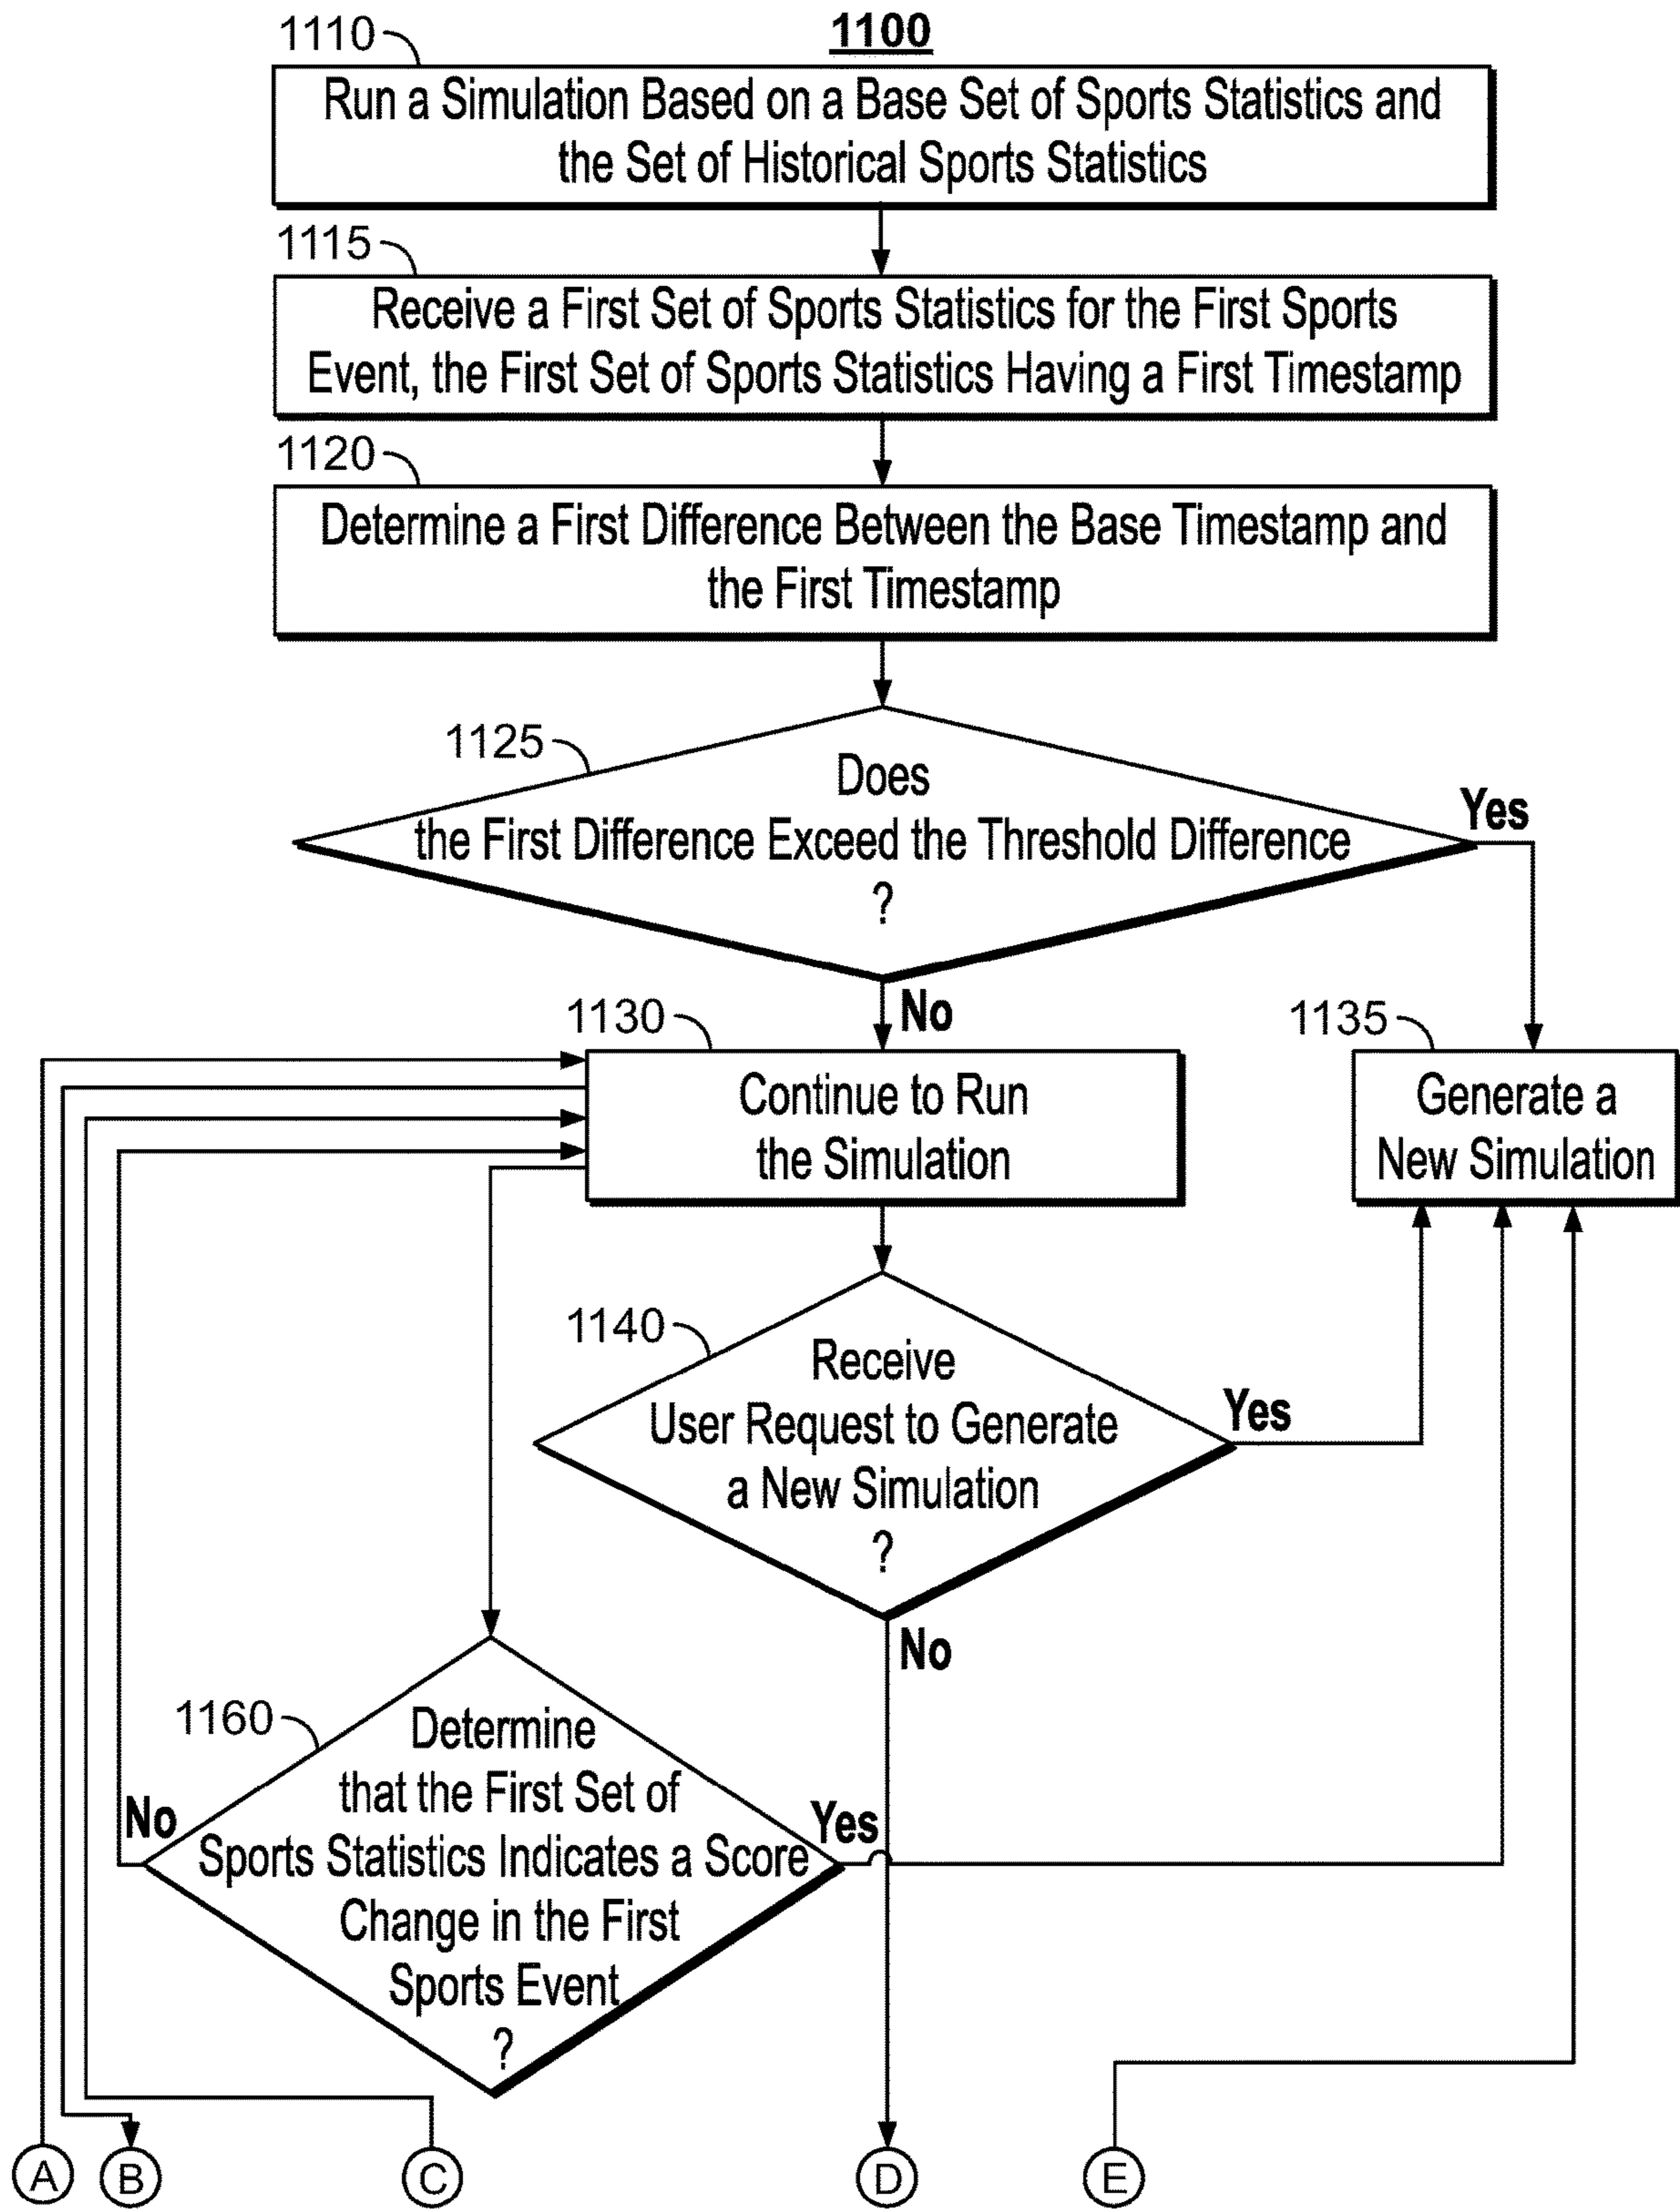 1100
1110
Run a Simulation Based on a Base Set of Sports Statistics and
the Set of Historical Sports Statistics
1115
Receive a First Set of Sports Statistics for the First Sports
Event, the First Set of Sports Statistics Having a First Timestamp
1120
Determine a First Difference Between the Base Timestamp and
the First Timestamp
1125
Does
the First Difference Exceed the Threshold Difference
?
Yes
No
1130
Continue to Run
the Simulation
1135
Generate a
New Simulation
1140
Receive
User Request to Generate
a New Simulation
?
Yes
No
1160
Determine
that the First Set of
Sports Statistics Indicates a Score
Change in the First
Sports Event
?
No
Yes
A
B
C
D
E